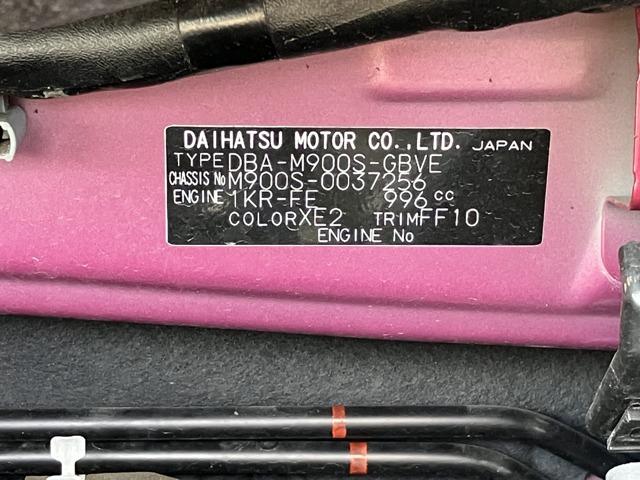 DAIHATSU MOTOR CO.,LTD. JAPAN
TYPE DBA-M900S-GBVE
CHASSIS No M900S-0037256
ENGINE 1KR-FE 996 cc
COLOR XE2 TRIM FF10
ENGINE No